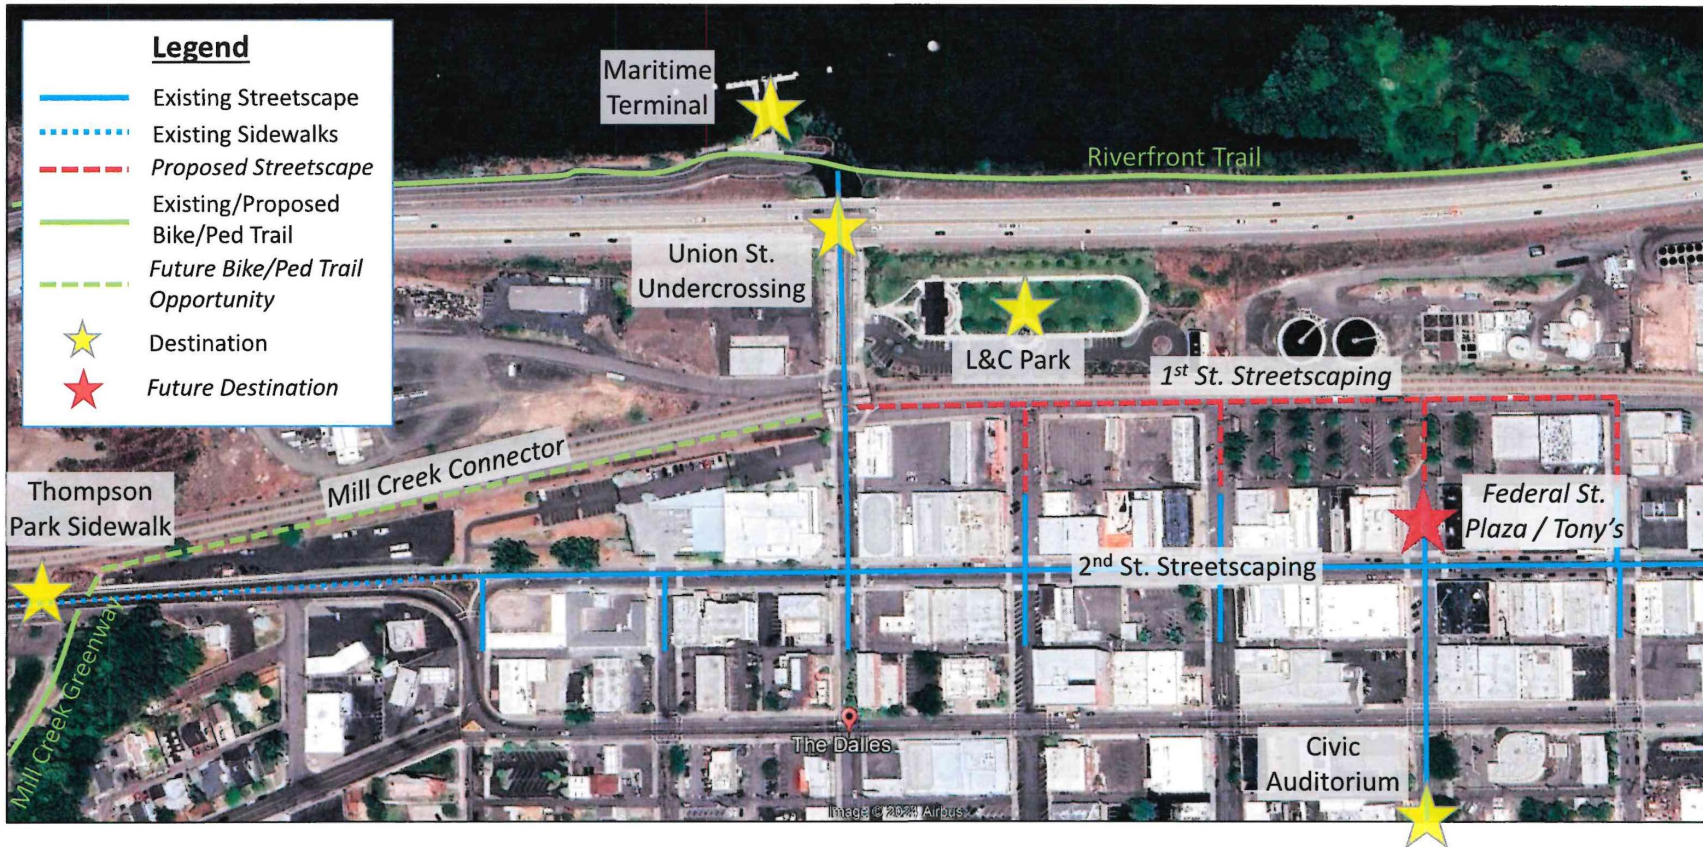 Legend
Existing Streetscape
Existing Sidewalks
Proposed Streetscape
Existing/Proposed
Bike/Ped Trail
Future Bike/Ped Trail
Opportunity
Destination
Future Destination
Maritime
Terminal
Riverfront Trail
Union St.
Undercrossing
L&C Park
1st St. Streetscaping
Mill Creek Connector
Thompson
Park Sidewalk
Federal St.
Plaza / Tony's
2nd St. Streetscaping
Mill Creek Greenway
The Dalles
Civic
Auditorium
Image © 2024 Airbus